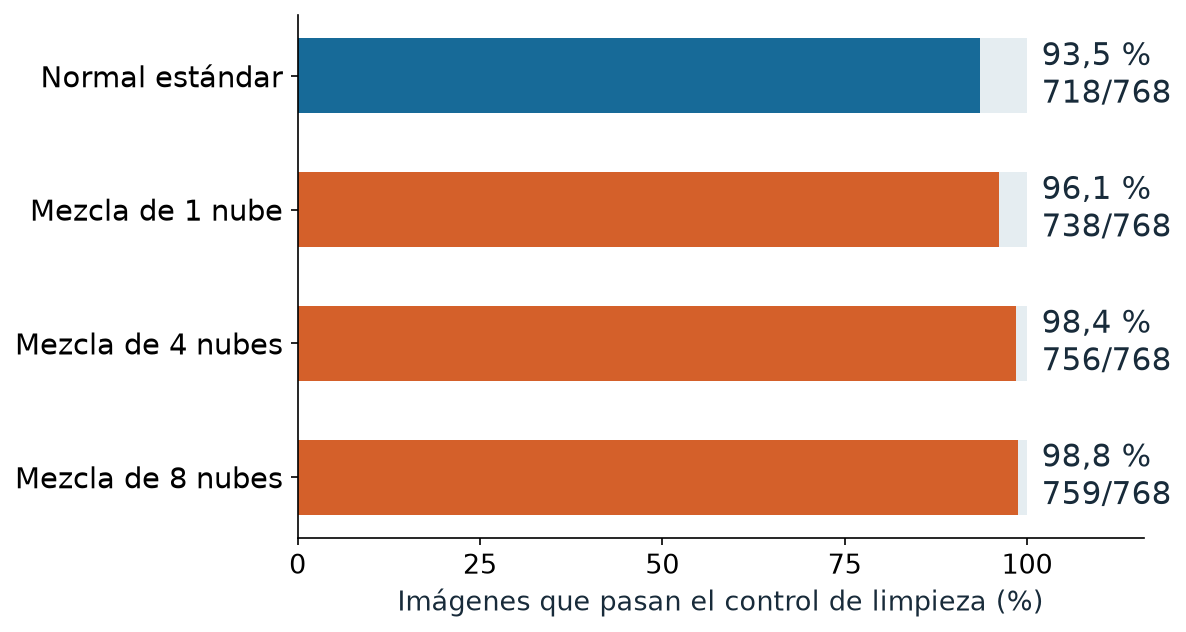 Normal estándar
93,5 %
718/768
Mezcla de 1 nube
96,1 %
738/768
Mezcla de 4 nubes
98,4 %
756/768
Mezcla de 8 nubes
98,8 %
759/768
0 25 50 75 100
Imágenes que pasan el control de limpieza (%)